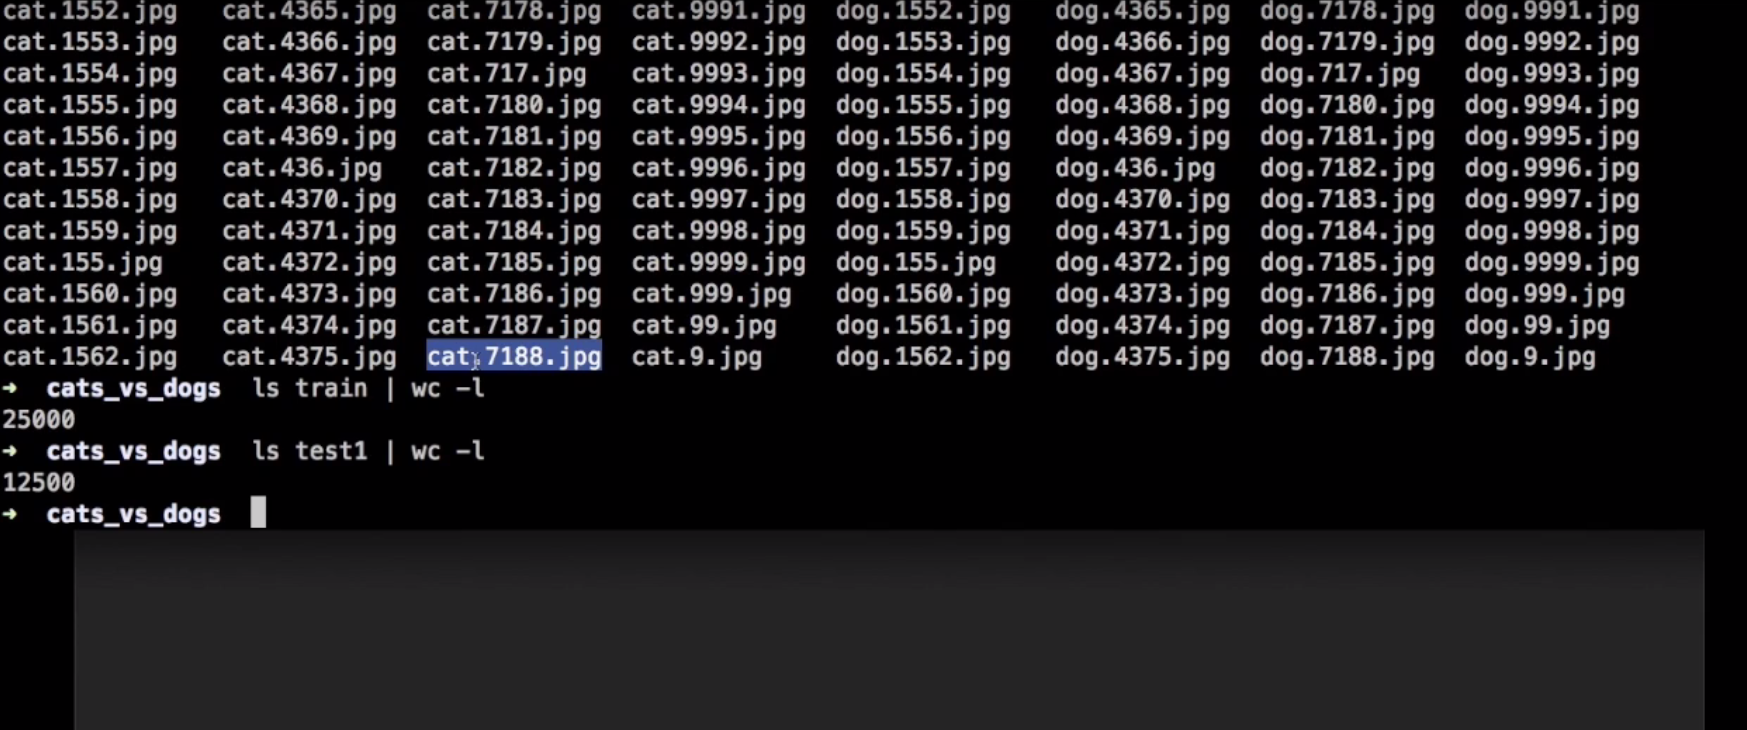 cat.1552.jpg cat.4365.jpg cat.7178.jpg cat.9991.jpg dog.1552.jpg dog.4365.jpg dog.7178.jpg dog.9991.jpg
cat.1553.jpg cat.4366.jpg cat.7179.jpg cat.9992.jpg dog.1553.jpg dog.4366.jpg dog.7179.jpg dog.9992.jpg
cat.1554.jpg cat.4367.jpg cat.717.jpg cat.9993.jpg dog.1554.jpg dog.4367.jpg dog.717.jpg dog.9993.jpg
cat.1555.jpg cat.4368.jpg cat.7180.jpg cat.9994.jpg dog.1555.jpg dog.4368.jpg dog.7180.jpg dog.9994.jpg
cat.1556.jpg cat.4369.jpg cat.7181.jpg cat.9995.jpg dog.1556.jpg dog.4369.jpg dog.7181.jpg dog.9995.jpg
cat.1557.jpg cat.436.jpg cat.7182.jpg cat.9996.jpg dog.1557.jpg dog.436.jpg dog.7182.jpg dog.9996.jpg
cat.1558.jpg cat.4370.jpg cat.7183.jpg cat.9997.jpg dog.1558.jpg dog.4370.jpg dog.7183.jpg dog.9997.jpg
cat.1559.jpg cat.4371.jpg cat.7184.jpg cat.9998.jpg dog.1559.jpg dog.4371.jpg dog.7184.jpg dog.9998.jpg
cat.155.jpg cat.4372.jpg cat.7185.jpg cat.9999.jpg dog.155.jpg dog.4372.jpg dog.7185.jpg dog.9999.jpg
cat.1560.jpg cat.4373.jpg cat.7186.jpg cat.999.jpg dog.1560.jpg dog.4373.jpg dog.7186.jpg dog.999.jpg
cat.1561.jpg cat.4374.jpg cat.7187.jpg cat.99.jpg dog.1561.jpg dog.4374.jpg dog.7187.jpg dog.99.jpg
cat.1562.jpg cat.4375.jpg cat.7188.jpg cat.9.jpg dog.1562.jpg dog.4375.jpg dog.7188.jpg dog.9.jpg
➜ cats_vs_dogs ls train | wc -l
25000
➜ cats_vs_dogs ls test1 | wc -l
12500
➜ cats_vs_dogs